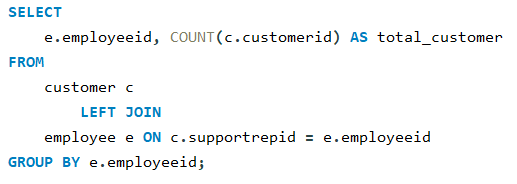 SELECT
    e.employeeid, COUNT(c.customerid) AS total_customer
FROM
    customer c
        LEFT JOIN
    employee e ON c.supportrepid = e.employeeid
GROUP BY e.employeeid;